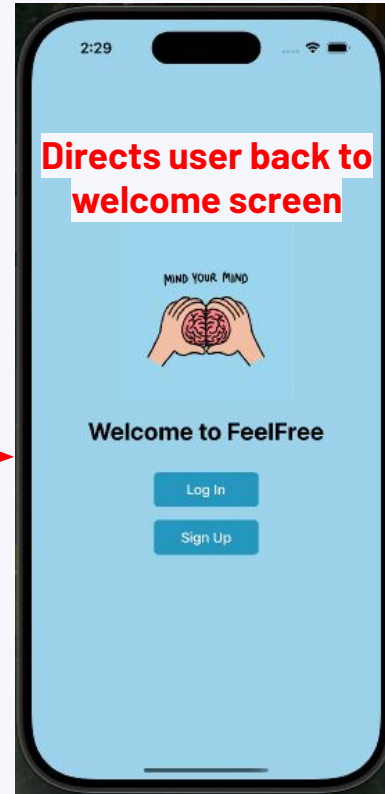 2:29
Directs user back to
welcome screen
MIND YOUR MIND
Welcome to FeelFree
Log In
Sign Up